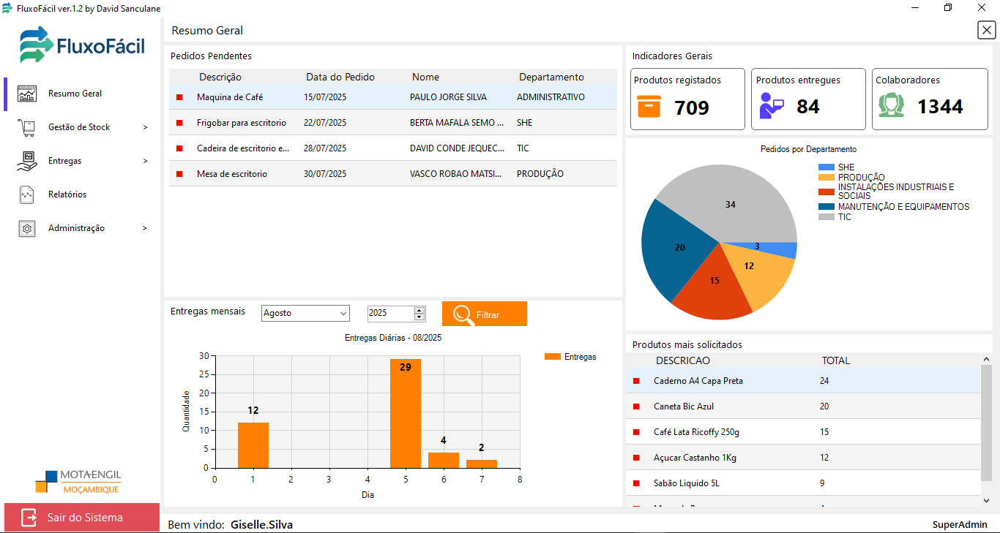 FluxoFácil ver.1.2 by David Sanculane
FluxoFácil
Resumo Geral
Gestão de Stock >
Entregas >
Relatórios
Administração >
MOTA-ENGIL
MOÇAMBIQUE
Sair do Sistema
Resumo Geral
Pedidos Pendentes
Descrição Data do Pedido Nome Departamento
Maquina de Café 15/07/2025 PAULO JORGE SILVA ADMINISTRATIVO
Frigobar para escritorio 22/07/2025 BERTA MAFALA SEMO ... SHE
Cadeira de escritorio e... 28/07/2025 DAVID CONDE JEQUEC... TIC
Mesa de escritorio 30/07/2025 VASCO ROBAO MATSI... PRODUÇÃO
Entregas mensais Agosto 2025 Filtrar
Entregas Diárias - 08/2025
Entregas
Quantidade
30
25
20
15
10
5
0
12
29
4
2
0 1 2 3 4 5 6 7 8
Dia
Indicadores Gerais
Produtos registados
709
Produtos entregues
84
Colaboradores
1344
Pedidos por Departamento
34
3
20
12
15
SHE
PRODUÇÃO
INSTALAÇÕES INDUSTRIAIS E
SOCIAIS
MANUTENÇÃO E EQUIPAMENTOS
TIC
Produtos mais solicitados
DESCRICAO TOTAL
Caderno A4 Capa Preta 24
Caneta Bic Azul 20
Café Lata Ricoffy 250g 15
Açucar Castanho 1Kg 12
Sabão Liquido 5L 9
Bem vindo: Giselle.Silva
SuperAdmin